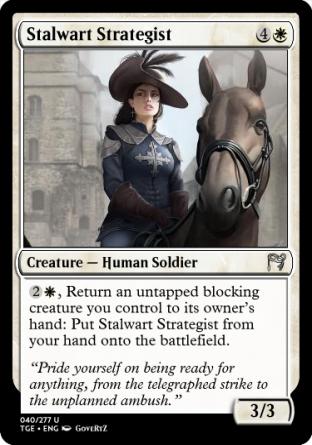 Stalwart Strategist 4
Creature — Human Soldier
2, Return an untapped blocking
creature you control to its owner's
hand: Put Stalwart Strategist from
your hand onto the battlefield.
“Pride yourself on being ready for
anything, from the telegraphed strike to
the unplanned ambush.”
3/3
040/277 U
TGE • ENG GoverYz